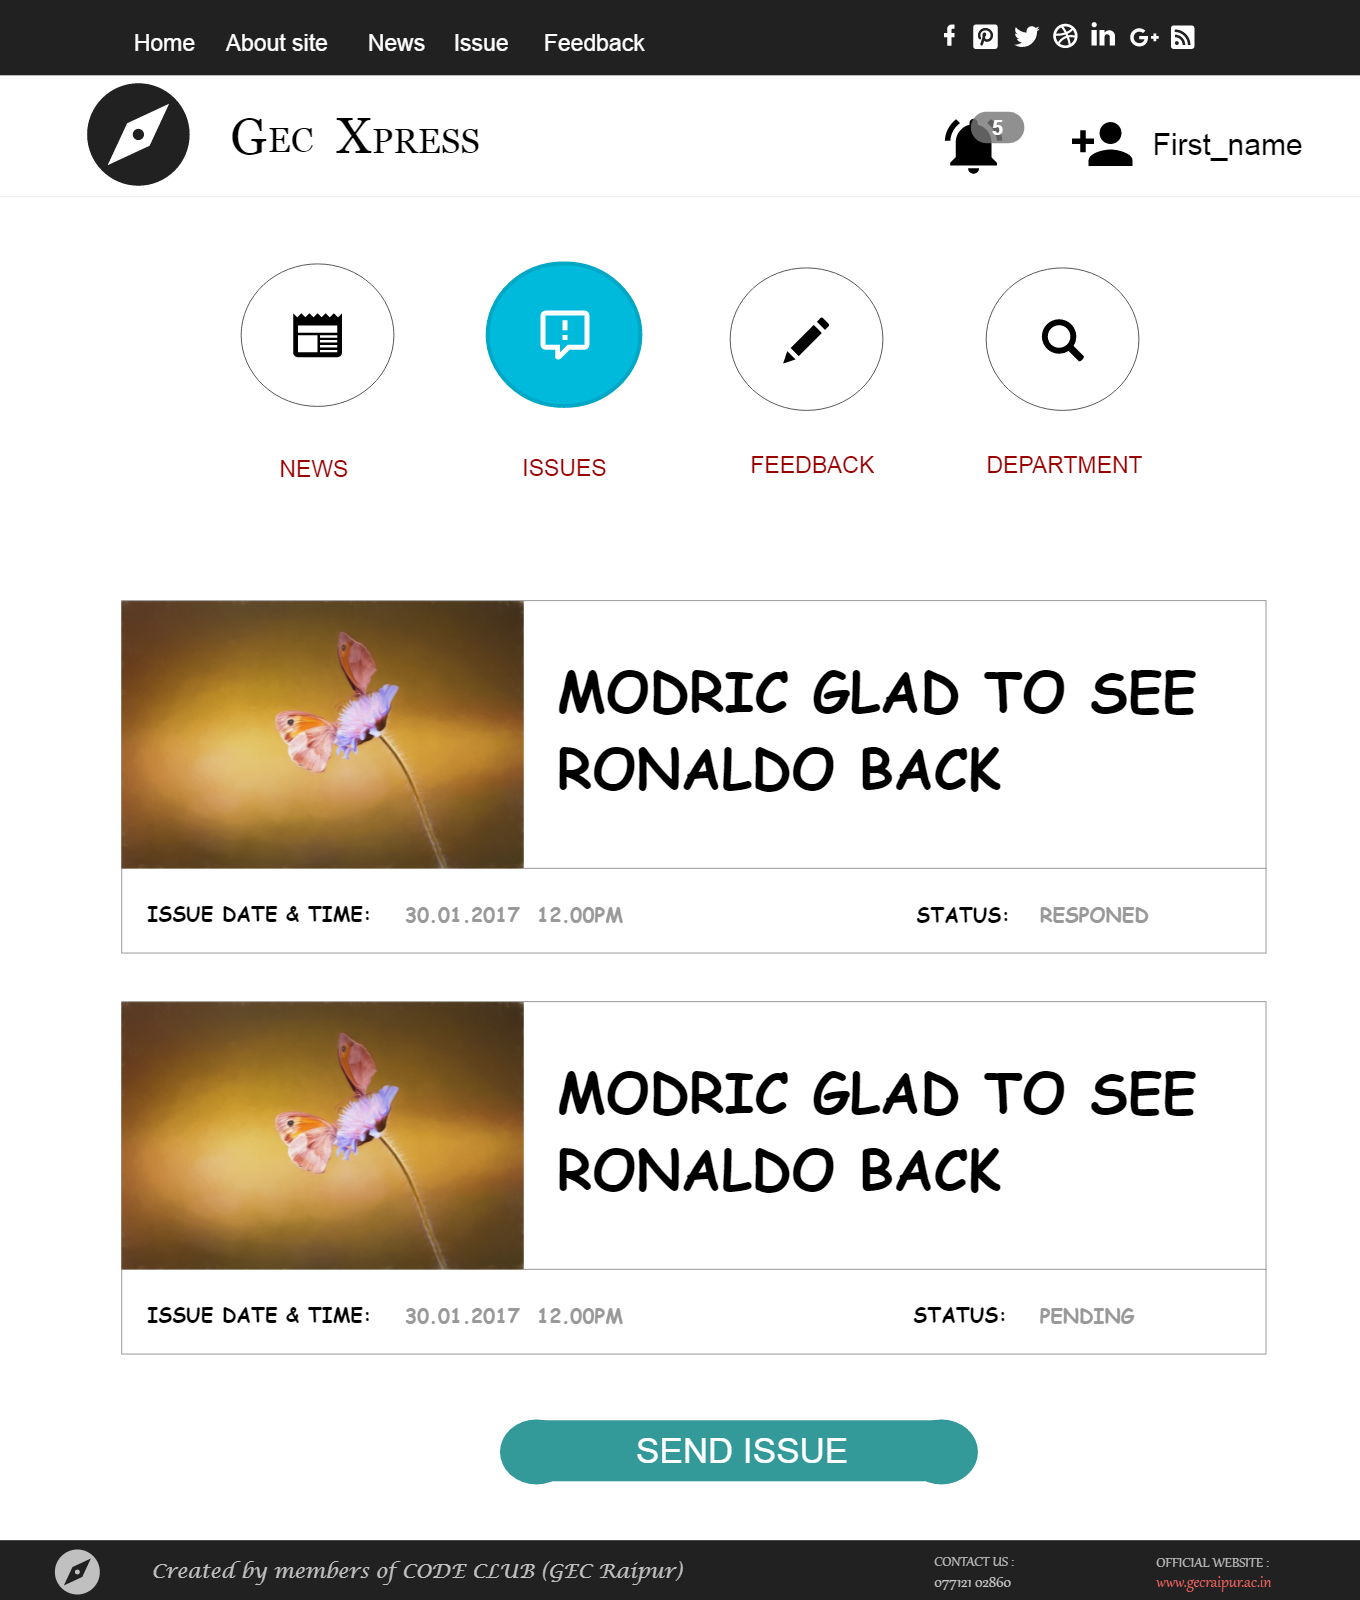 Home About site News Issue Feedback
GEC XPRESS
5
First_name
NEWS ISSUES FEEDBACK DEPARTMENT
MODRIC GLAD TO SEE
RONALDO BACK
ISSUE DATE & TIME: 30.01.2017 12.00PM STATUS: RESPONED
MODRIC GLAD TO SEE
RONALDO BACK
ISSUE DATE & TIME: 30.01.2017 12.00PM STATUS: PENDING
SEND ISSUE
Created by members of CODE CLUB (GEC Raipur)
CONTACT US :
077121 02860
OFFICIAL WEBSITE :
www.gecraipur.ac.in